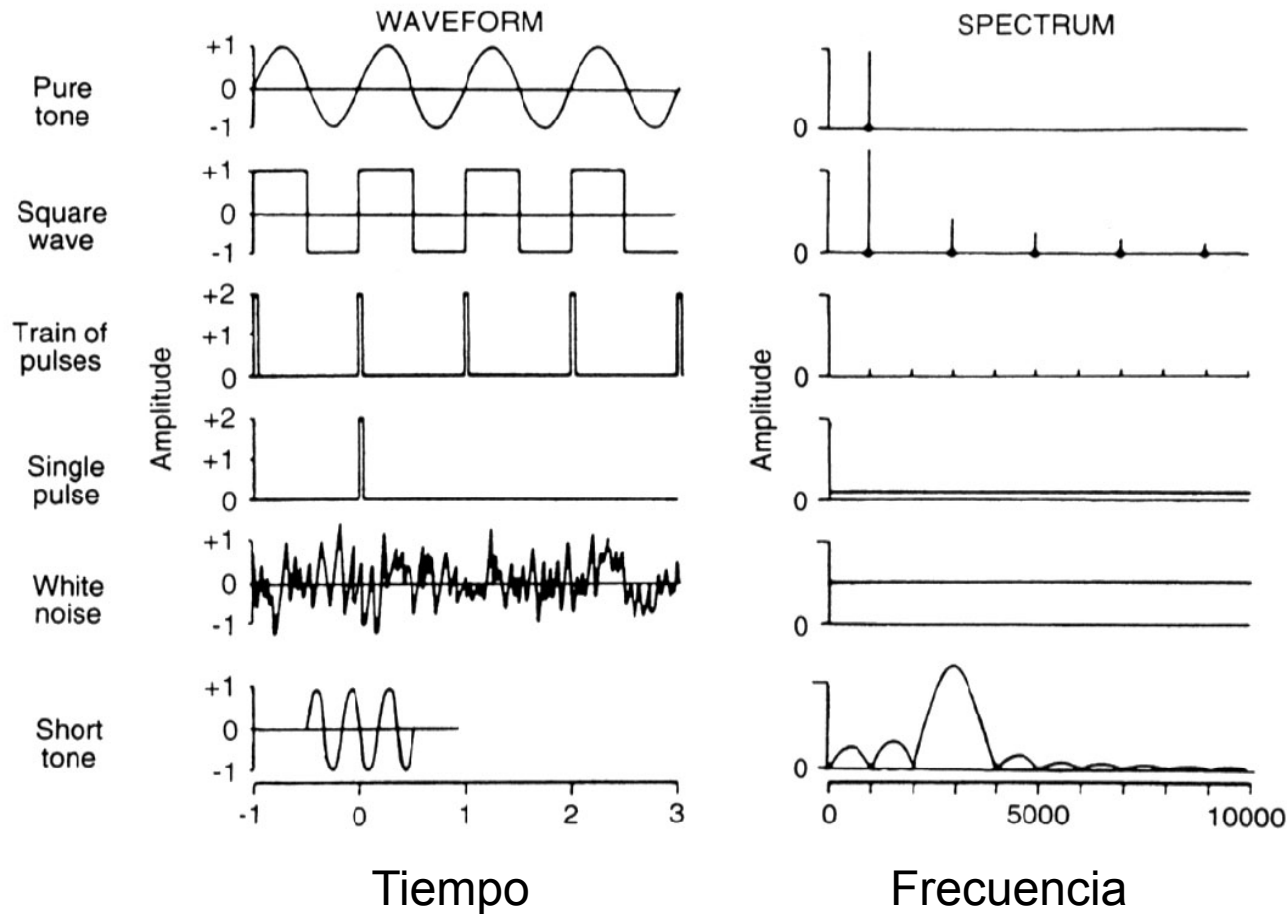 WAVEFORM
SPECTRUM
Pure
tone
+1
0
-1
0
Square
wave
+1
0
-1
0
Train of
pulses
+2
+1
0
0
Amplitude
Amplitude
Single
pulse
+2
+1
0
0
White
noise
+1
0
-1
0
Short
tone
+1
0
-1
0
-1 0 1 2 3
0 5000 10000
Tiempo
Frecuencia